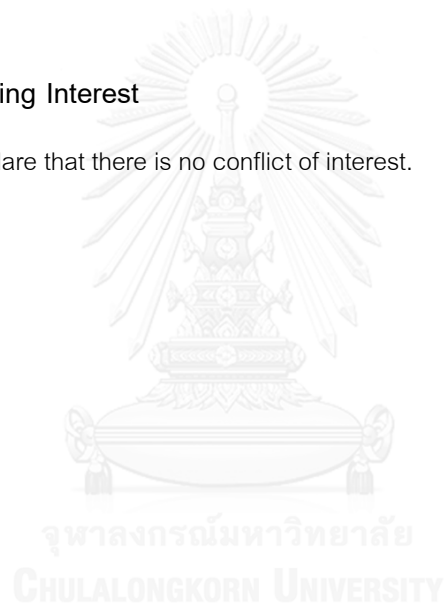 ing Interest
lare that there is no conflict of interest.
จุฬาลงกรณ์มหาวิทยาลัย
CHULALONGKORN UNIVERSITY